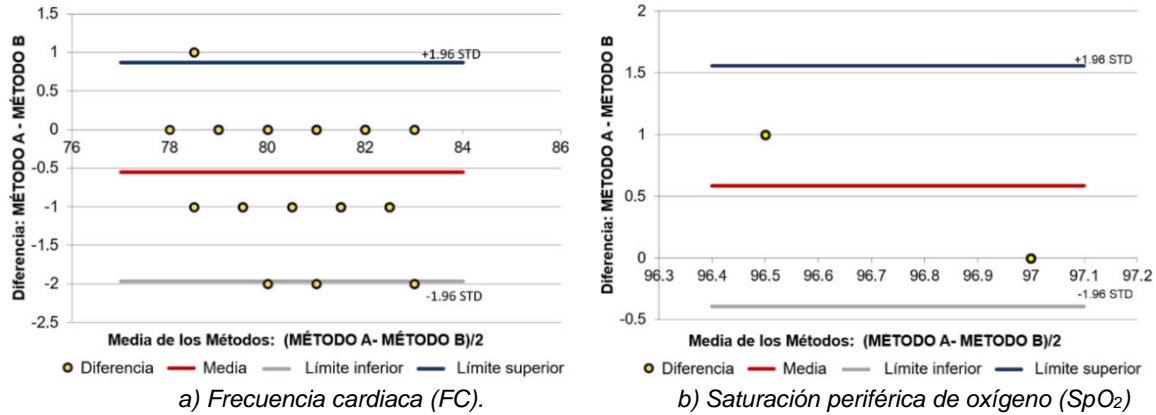 1.5
1
0.5
0
-0.5
-1
-1.5
-2
-2.5
76
78
80
82
84
86
+1.96 STD
-1.96 STD
Diferencia: MÉTODO A - MÉTODO B
Media de los Métodos: (MÉTODO A- MÉTODO B)/2
Diferencia Media Límite inferior Límite superior
a) Frecuencia cardiaca (FC).
2
1.5
1
0.5
0
-0.5
96.3 96.4 96.5 96.6 96.7 96.8 96.9 97 97.1 97.2
+1.96 STD
-1.96 STD
Diferencia: MÉTODO A - MÉTODO B
Media de los Métodos: (MÉTODO A- METODO B)/2
Diferencia Media Límite inferior Límite superior
b) Saturación periférica de oxígeno (SpO2)